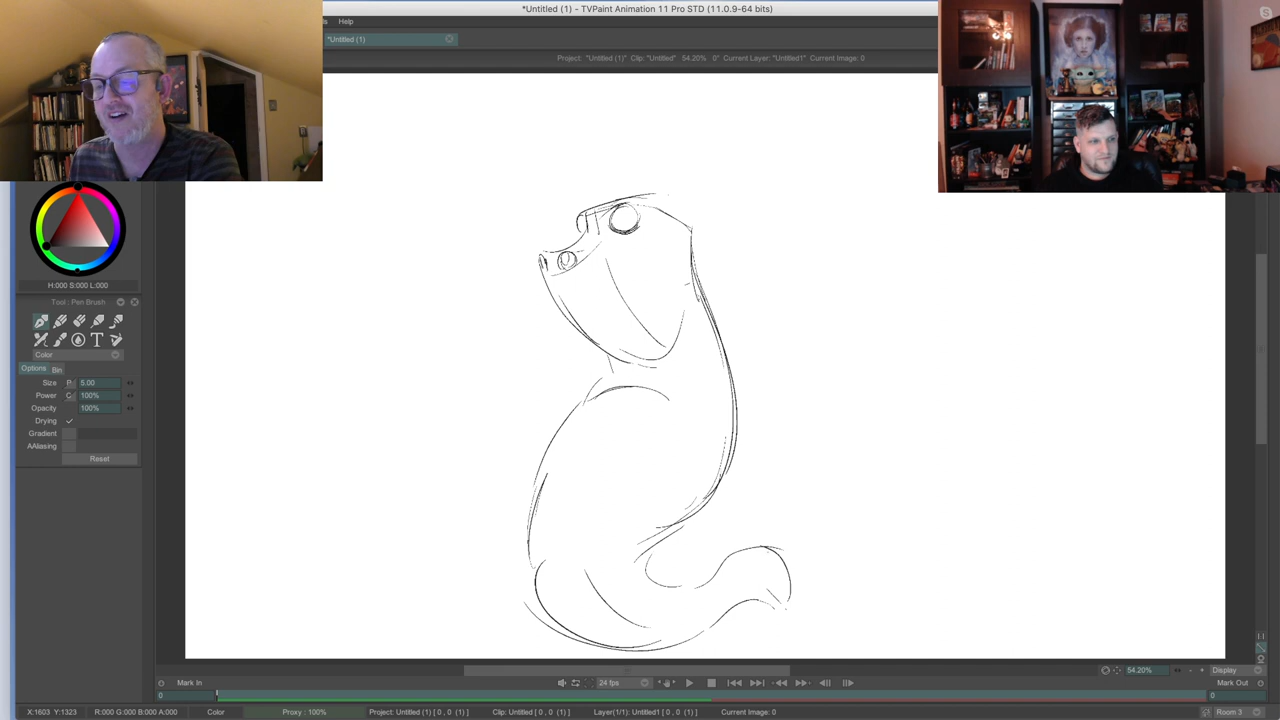 *Untitled (1) - TVPaint Animation 11 Pro STD (11.0.9-64 bits)
Help
*Untitled (1)
Project: "Untitled (1)" Clip: "Untitled" 54.20% 0° Current Layer: "Untitled1" Current Image: 0
H:000 S:000 L:000
Tool : Pen Brush
T
Color
Options Bin
Size P 5.00
Power C 100%
Opacity 100%
Drying
Gradient
AAliasing
Reset
54.20% Display
Mark In 24 fps Mark Out
0 0
X:1603 Y:1323 R:000 G:000 B:000 A:000 Color Proxy : 100% Project: Untitled (1) [ 0 , 0 (1) ] Clip: Untitled [ 0 , 0 (1) ] Layer(1/1): Untitled1 [ 0 , 0 (1) ] Current Image: 0 Room 3